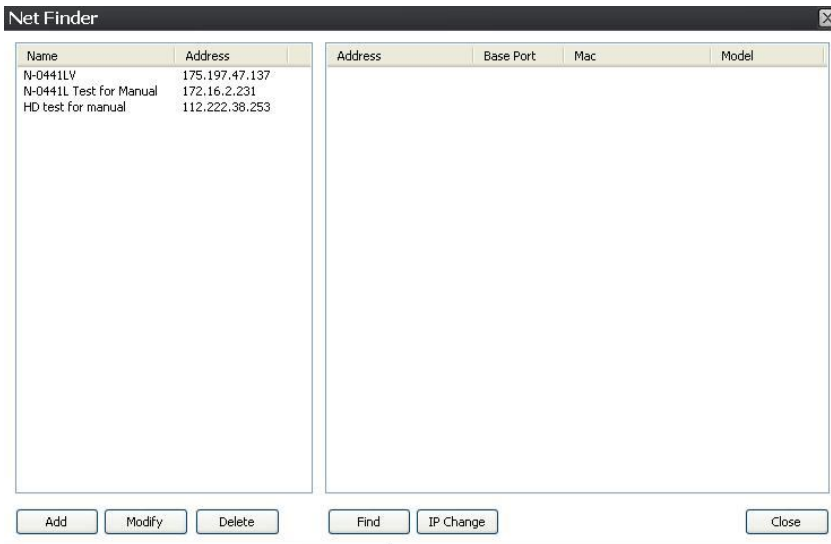 Net Finder
Name Address
N-0441LV 175.197.47.137
N-0441L Test for Manual 172.16.2.231
HD test for manual 112.222.38.253
Address Base Port Mac Model
Add Modify Delete Find IP Change Close